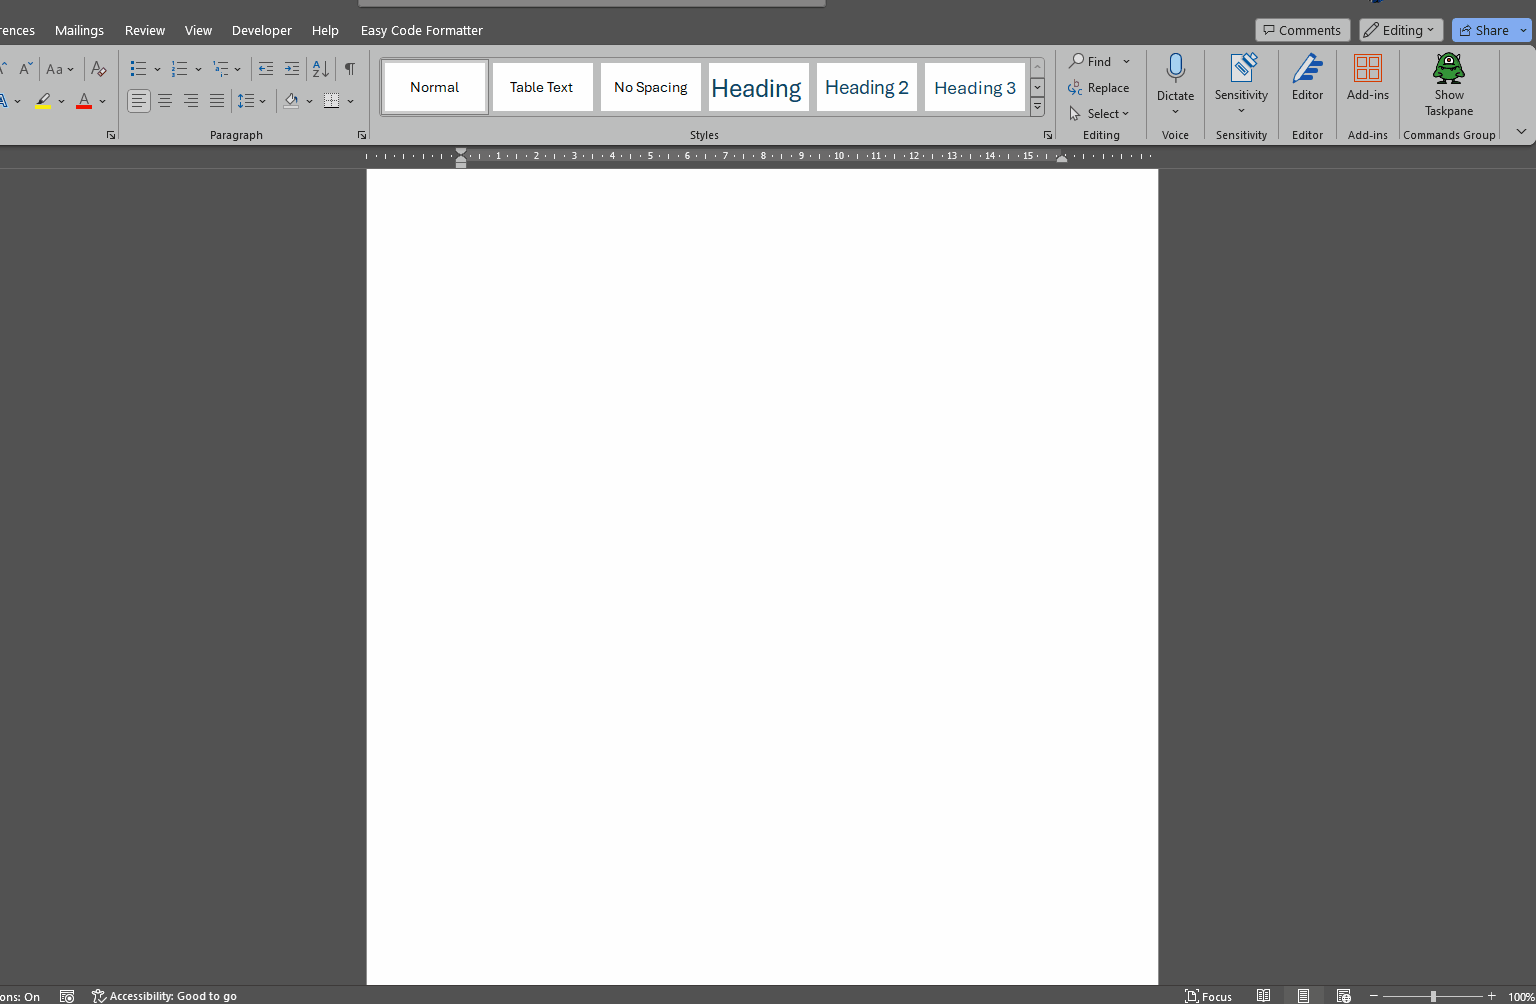 rences Mailings Review View Developer Help Easy Code Formatter Comments Editing Share
Aa Normal Table Text No Spacing Heading Heading 2 Heading 3 Find Replace Select Dictate Sensitivity Editor Add-ins Show Taskpane
Paragraph Styles Editing Voice Sensitivity Editor Add-ins Commands Group
1 2 3 4 5 6 7 8 9 10 11 12 13 14 15
ons: On Accessibility: Good to go Focus 100%